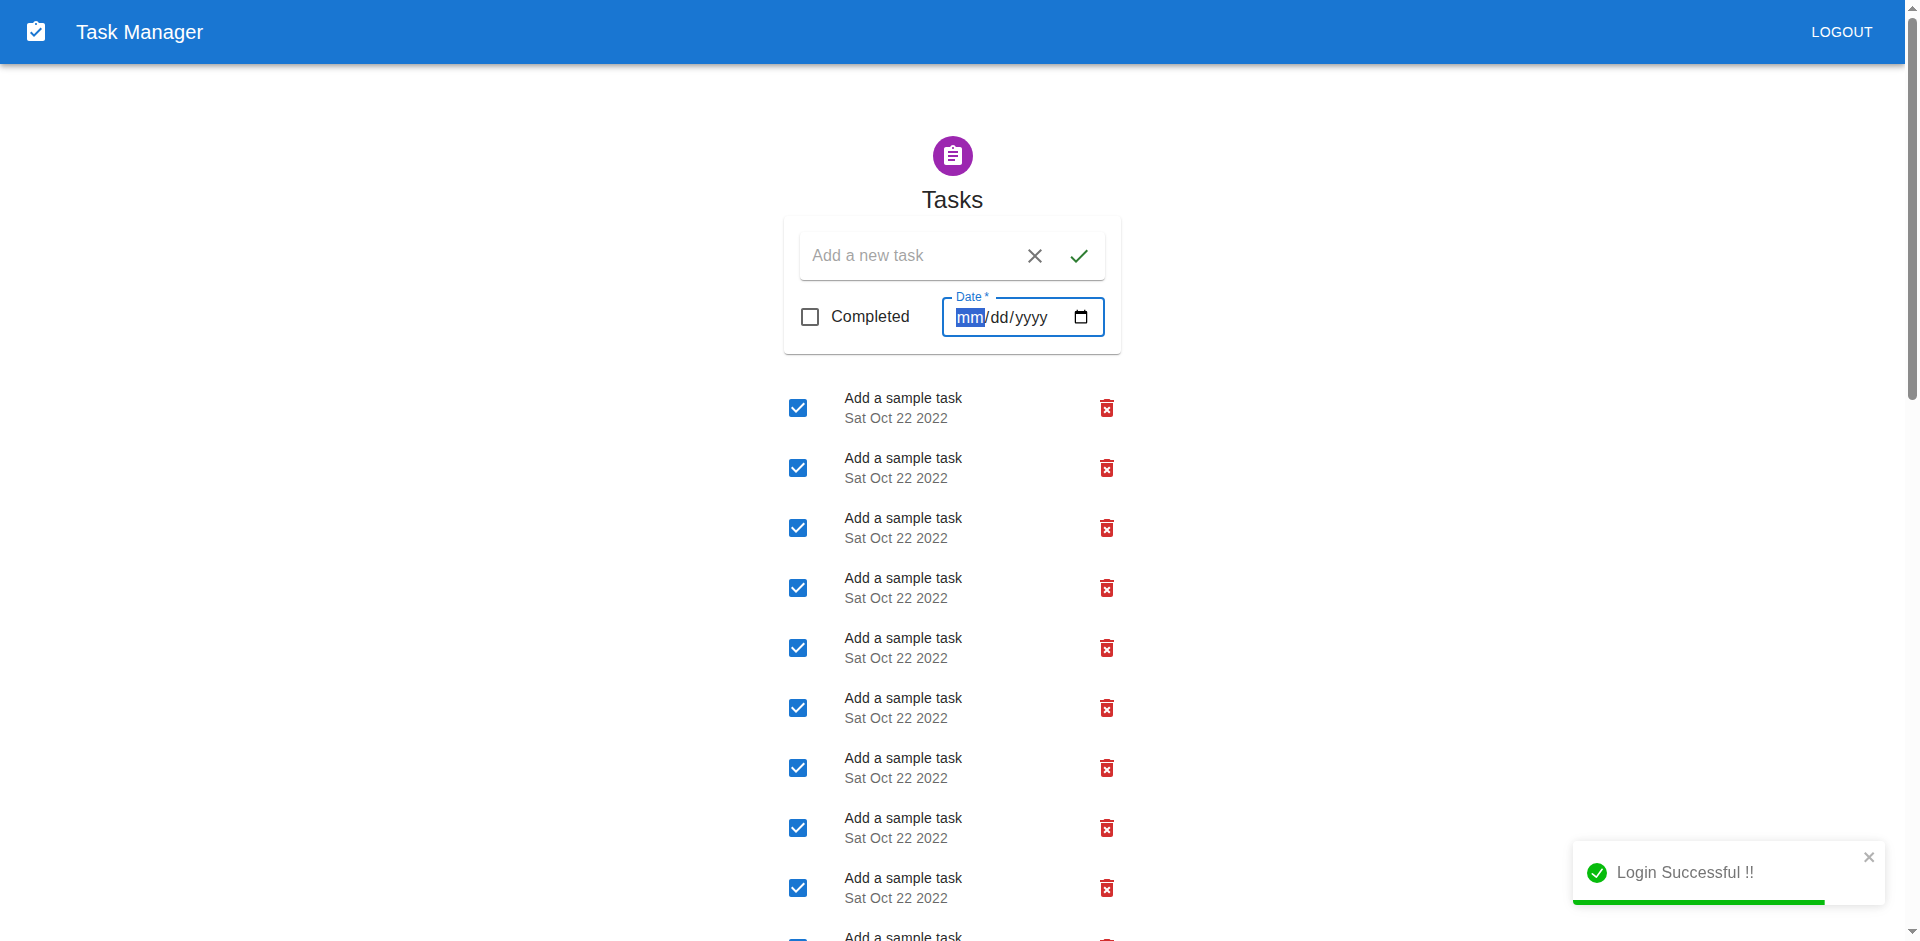 Task Manager
LOGOUT
Tasks
Add a new task
Completed
Date *
mm/dd/yyyy
Add a sample task
Sat Oct 22 2022
Add a sample task
Sat Oct 22 2022
Add a sample task
Sat Oct 22 2022
Add a sample task
Sat Oct 22 2022
Add a sample task
Sat Oct 22 2022
Add a sample task
Sat Oct 22 2022
Add a sample task
Sat Oct 22 2022
Add a sample task
Sat Oct 22 2022
Add a sample task
Sat Oct 22 2022
Add a sample task
Login Successful !!